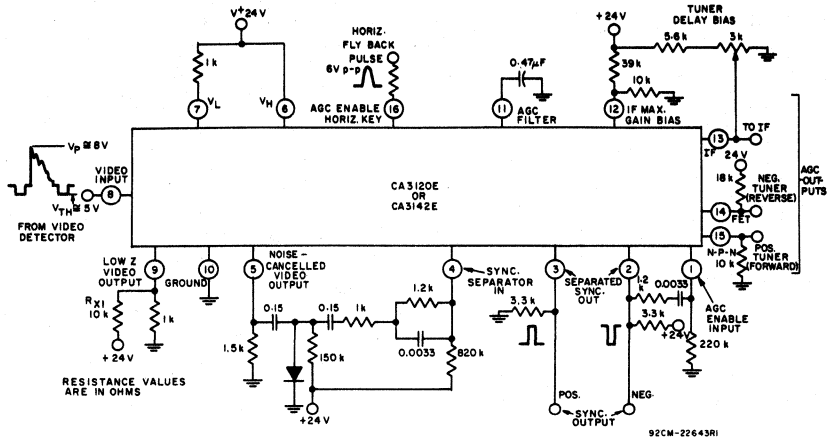 V+24V
1k
7
VL
6
VH
HORIZ.
FLY BACK
PULSE
6V p-p
16
AGC ENABLE
HORIZ. KEY
0.47µF
11
AGC
FILTER
+24V
39k
10k
12
IF MAX.
GAIN BIAS
TUNER
DELAY BIAS
5.6k
3k
Vp ≅ 8V
VIDEO
INPUT
8
VTH ≅ 5V
FROM VIDEO
DETECTOR
CA3120E
OR
CA3142E
13
IF
TO IF
24V
18k
NEG.
TUNER
(REVERSE)
14
FET
15
N-P-N
10k
POS.
TUNER
(FORWARD)
AGC
OUT-
PUTS
LOW Z
VIDEO
OUTPUT
9
GROUND
10
5
NOISE-
CANCELLED
VIDEO
OUTPUT
4
SYNC.
SEPARATOR
IN
3
SEPARATED
SYNC.
OUT
2
1
AGC
ENABLE
INPUT
RX1
10k
1k
+24V
0.15
0.15
1k
1.2k
0.0033
1.5k
150k
820k
+24V
3.3k
1.2
k
0.0033
3.3k
+24V
220k
POS.
NEG.
SYNC.
OUTPUT
RESISTANCE VALUES
ARE IN OHMS
92CM-22643R1